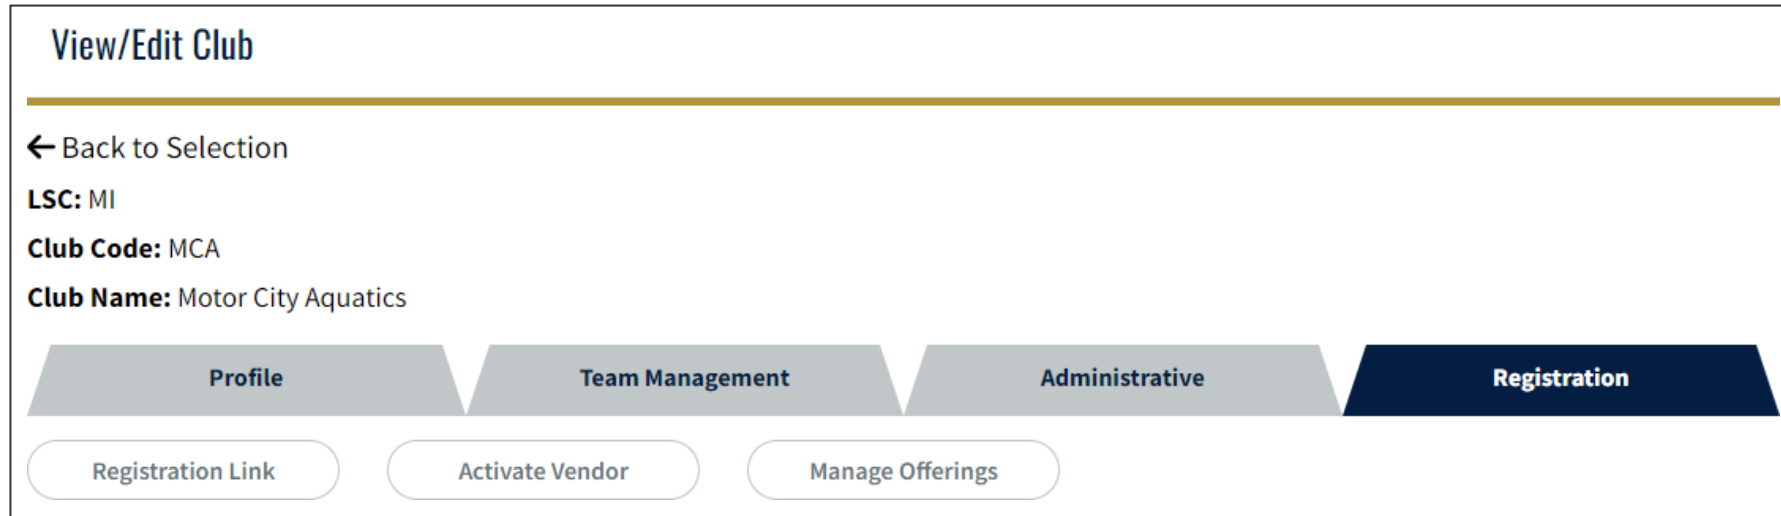 View/Edit Club
Back to Selection
LSC: MI
Club Code: MCA
Club Name: Motor City Aquatics
Profile Team Management Administrative Registration
Registration Link Activate Vendor Manage Offerings